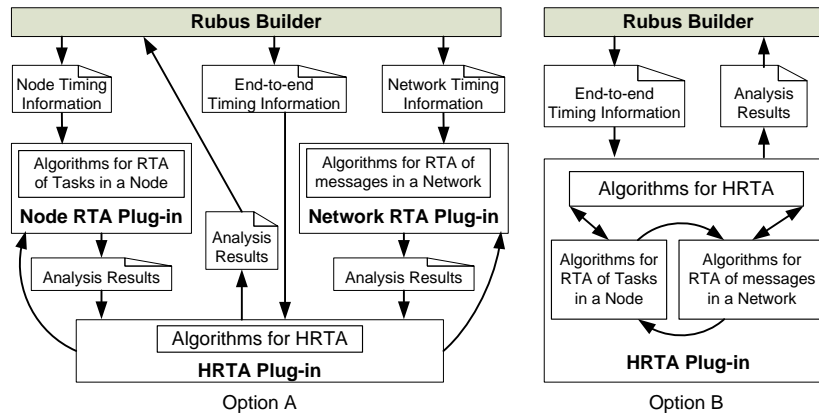 Rubus Builder
Node Timing
Information
End-to-end
Timing Information
Network Timing
Information
Algorithms for RTA
of Tasks in a Node
Node RTA Plug-in
Algorithms for RTA of
messages in a Network
Network RTA Plug-in
Analysis Results
Analysis
Results
Analysis Results
Algorithms for HRTA
HRTA Plug-in
Option A
Rubus Builder
End-to-end
Timing Information
Analysis
Results
Algorithms for HRTA
Algorithms for
RTA of Tasks
in a Node
Algorithms for
RTA of messages
in a Network
HRTA Plug-in
Option B